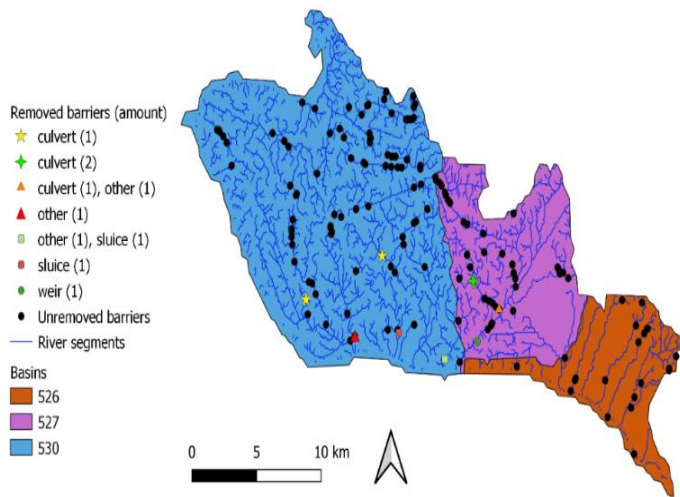 Removed barriers (amount)
culvert (1)
culvert (2)
culvert (1), other (1)
other (1)
other (1), sluice (1)
sluice (1)
weir (1)
Unremoved barriers
River segments
Basins
526
527
530
0 5 10 km